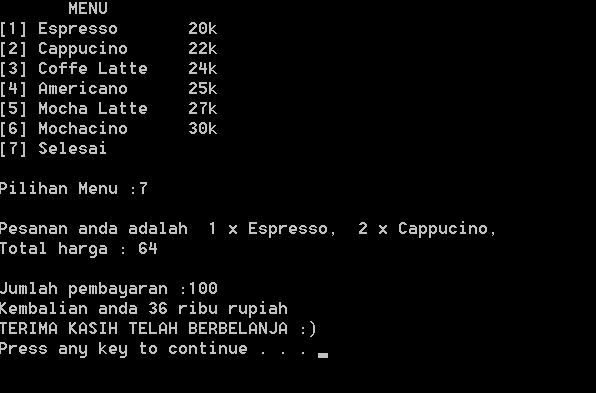 MENU
[1] Espresso 20k
[2] Cappucino 22k
[3] Coffe Latte 24k
[4] Americano 25k
[5] Mocha Latte 27k
[6] Mochacino 30k
[7] Selesai
Pilihan Menu :7
Pesanan anda adalah 1 x Espresso, 2 x Cappucino,
Total harga : 64
Jumlah pembayaran :100
Kembalian anda 36 ribu rupiah
TERIMA KASIH TELAH BERBELANJA :)
Press any key to continue . . . _